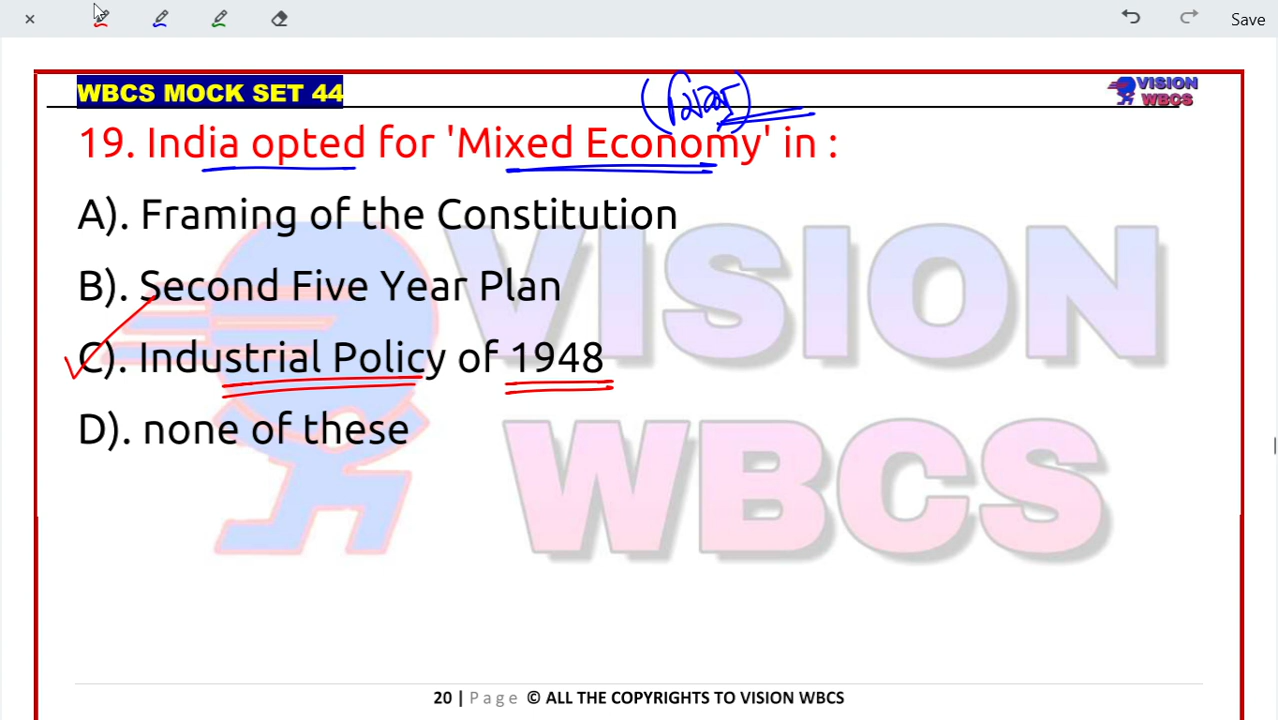 Save
WBCS MOCK SET 44
VISION
WBCS
19. India opted for 'Mixed Economy' in :
A). Framing of the Constitution
B). Second Five Year Plan
C). Industrial Policy of 1948
D). none of these
VISION
WBCS
20 | Page © ALL THE COPYRIGHTS TO VISION WBCS